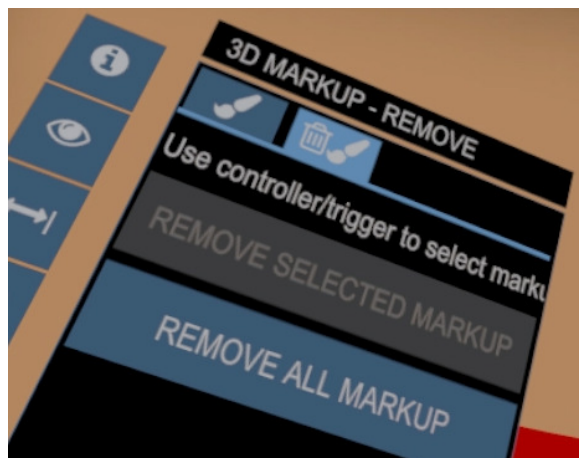 3D MARKUP - REMOVE
Use controller/trigger to select marku
REMOVE SELECTED MARKUP
REMOVE ALL MARKUP